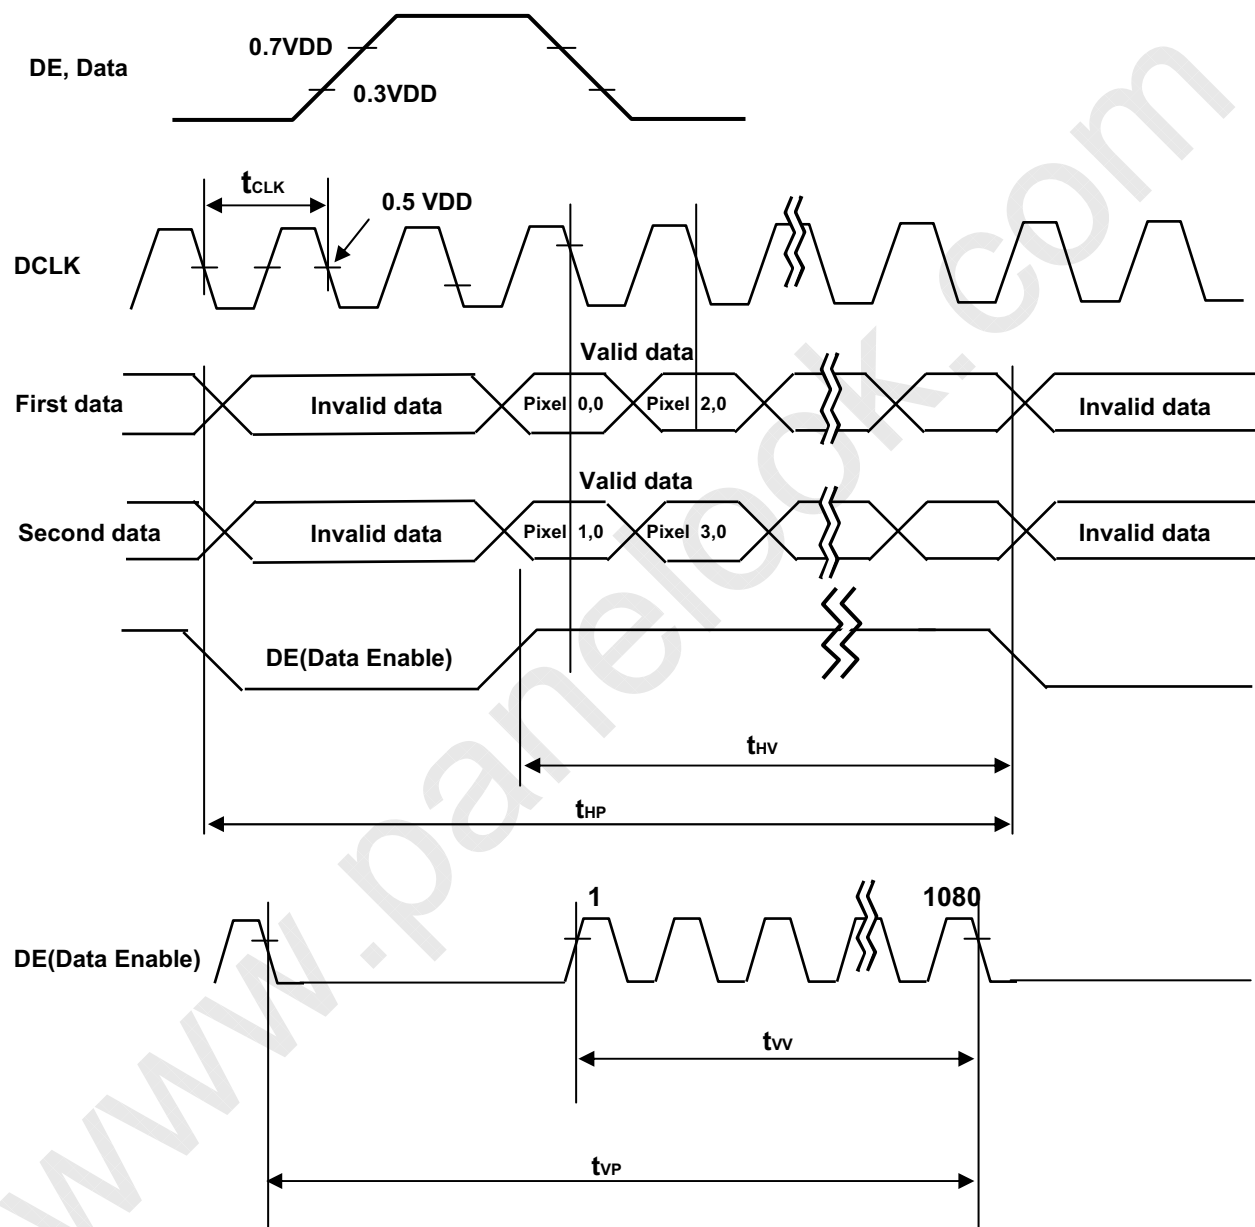 0.7VDD
DE, Data
0.3VDD
tCLK
0.5 VDD
DCLK
Valid data
First data
Invalid data
Pixel 0,0
Pixel 2,0
Invalid data
Valid data
Second data
Invalid data
Pixel 1,0
Pixel 3,0
Invalid data
DE(Data Enable)
tHV
tHP
1
1080
DE(Data Enable)
tVV
tVP
www.panelook.com